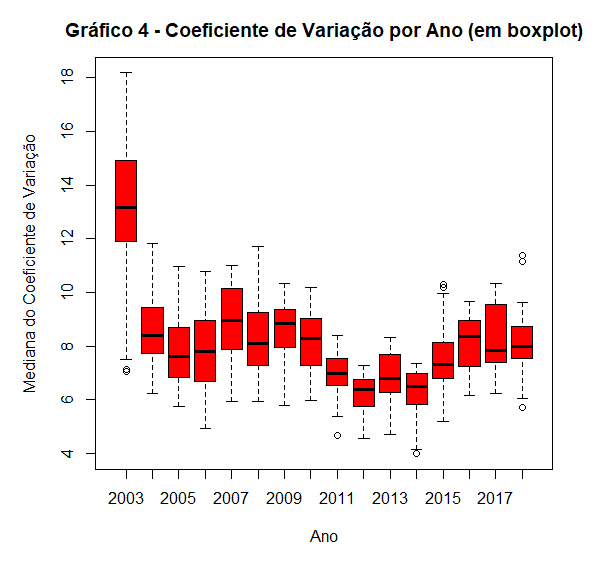 Gráfico 4 - Coeficiente de Variação por Ano (em boxplot)
Mediana do Coeficiente de Variação
18
16
14
12
10
8
6
4
2003 2005 2007 2009 2011 2013 2015 2017
Ano